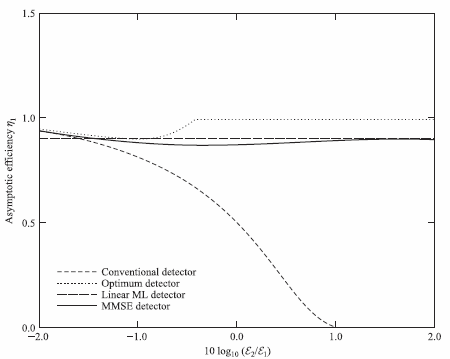 1.5
1.0
0.5
0.0
Asymptotic efficiency η₁
Conventional detector
Optimum detector
Linear ML detector
MMSE detector
-2.0 -1.0 0.0 1.0 2.0
10 log₁₀ (ℰ₂/ℰ₁)